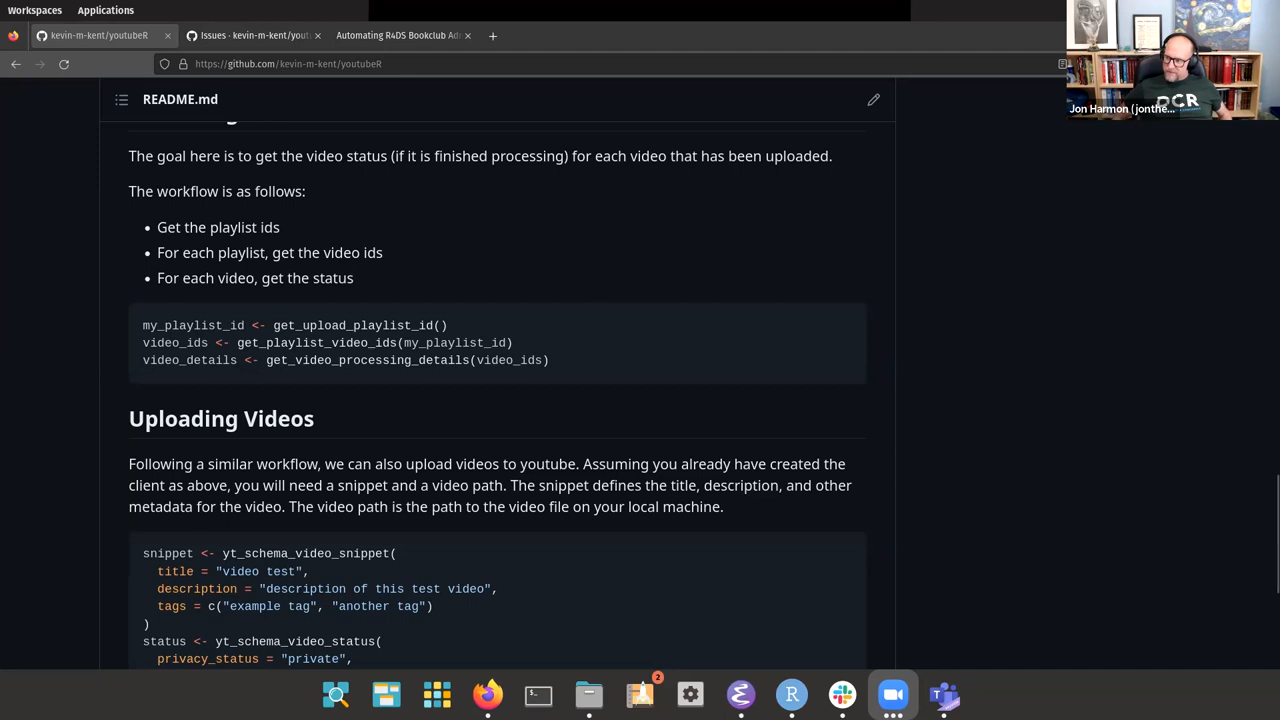 Workspaces Applications
kevin-m-kent/youtubeR
Issues · kevin-m-kent/yout
Automating R4DS Bookclub Ad
https://github.com/kevin-m-kent/youtubeR
Jon Harmon (jonthe...
README.md
The goal here is to get the video status (if it is finished processing) for each video that has been uploaded.
The workflow is as follows:
• Get the playlist ids
• For each playlist, get the video ids
• For each video, get the status
my_playlist_id <- get_upload_playlist_id()
video_ids <- get_playlist_video_ids(my_playlist_id)
video_details <- get_video_processing_details(video_ids)
Uploading Videos
Following a similar workflow, we can also upload videos to youtube. Assuming you already have created the
client as above, you will need a snippet and a video path. The snippet defines the title, description, and other
metadata for the video. The video path is the path to the video file on your local machine.
snippet <- yt_schema_video_snippet(
title = "video test",
description = "description of this test video",
tags = c("example tag", "another tag")
)
status <- yt_schema_video_status(
privacy_status = "private",
2
R